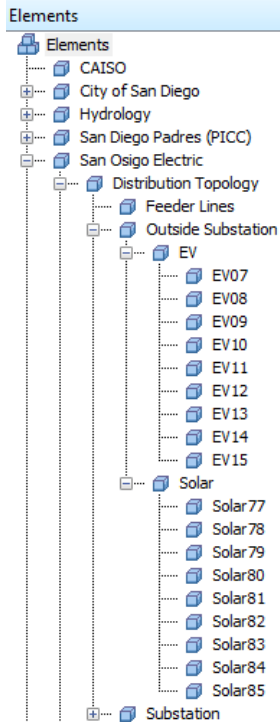 Elements
Elements
CAISO
City of San Diego
Hydrology
San Diego Padres (PICC)
San Osigo Electric
Distribution Topology
Feeder Lines
Outside Substation
EV
EV07
EV08
EV09
EV10
EV11
EV12
EV13
EV14
EV15
Solar
Solar77
Solar78
Solar79
Solar80
Solar81
Solar82
Solar83
Solar84
Solar85
Substation